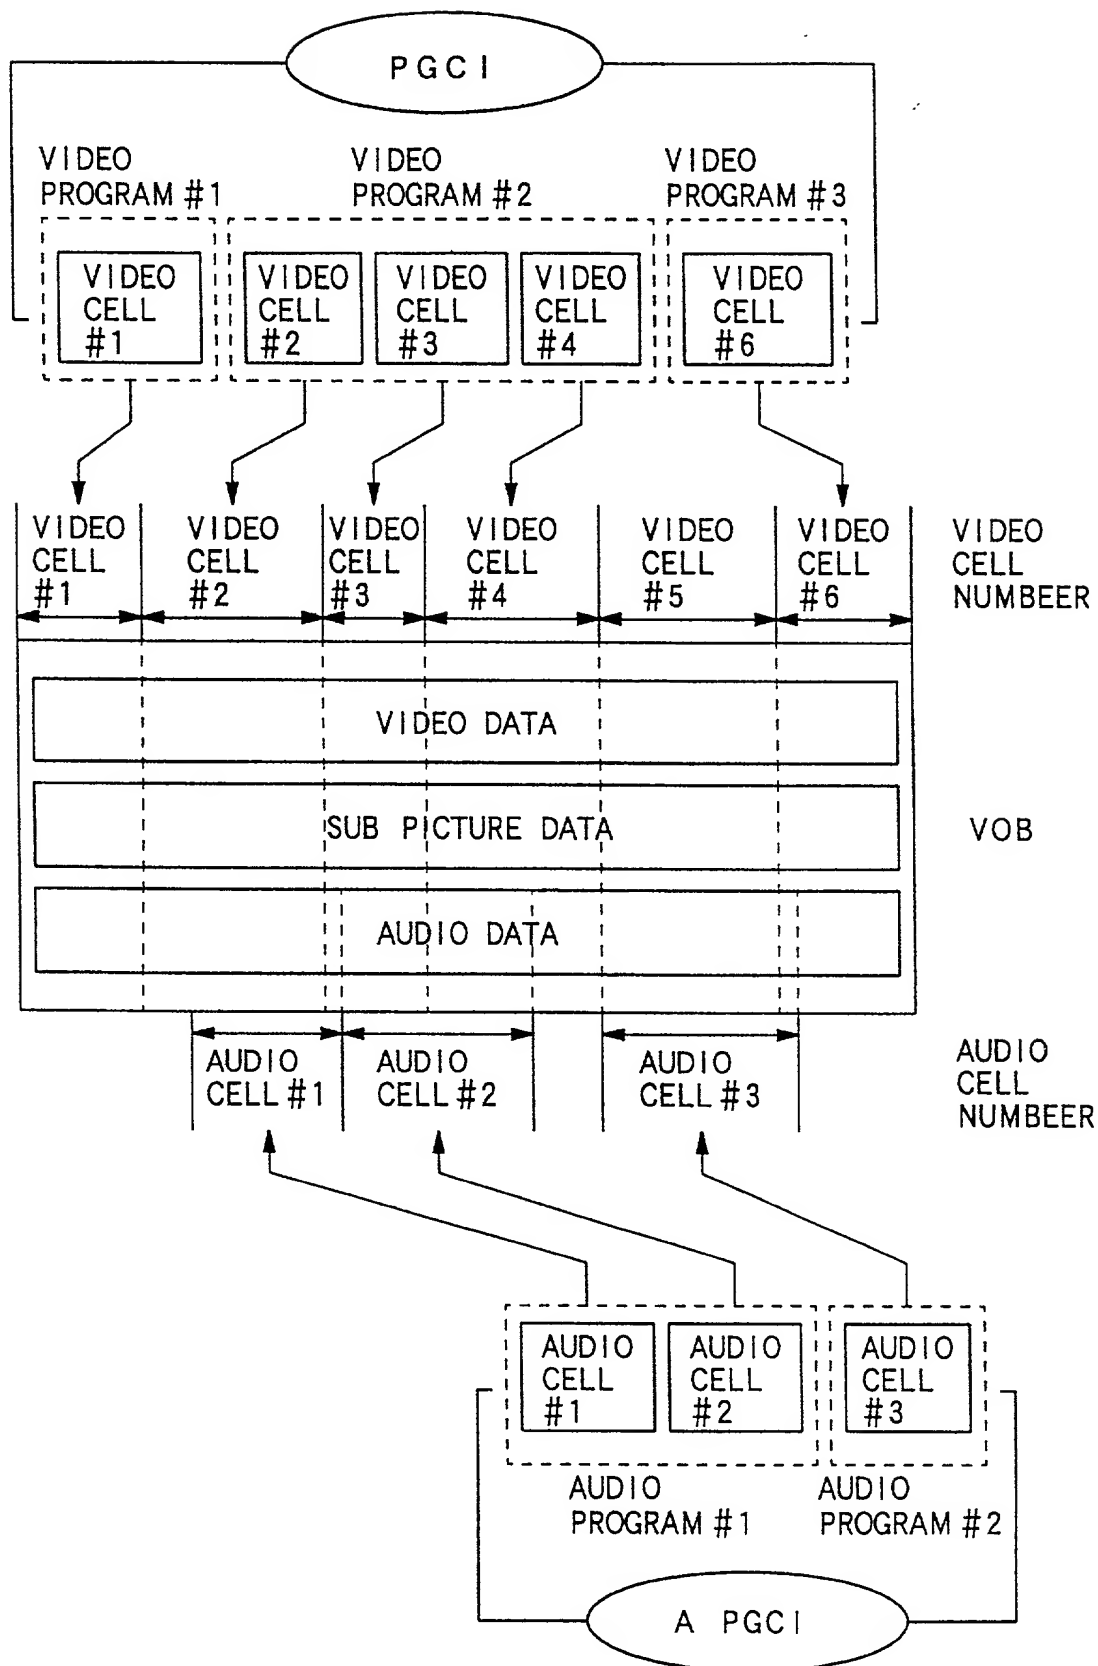 PGCI
VIDEO
PROGRAM #1
VIDEO
PROGRAM #2
VIDEO
PROGRAM #3
VIDEO
CELL
#1
VIDEO
CELL
#2
VIDEO
CELL
#3
VIDEO
CELL
#4
VIDEO
CELL
#6
VIDEO
CELL
#1
VIDEO
CELL
#2
VIDEO
CELL
#3
VIDEO
CELL
#4
VIDEO
CELL
#5
VIDEO
CELL
#6
VIDEO
CELL
NUMBEER
VIDEO DATA
SUB PICTURE DATA
VOB
AUDIO DATA
AUDIO
CELL #1
AUDIO
CELL #2
AUDIO
CELL #3
AUDIO
CELL
NUMBEER
AUDIO
CELL
#1
AUDIO
CELL
#2
AUDIO
CELL
#3
AUDIO
PROGRAM #1
AUDIO
PROGRAM #2
A PGCI